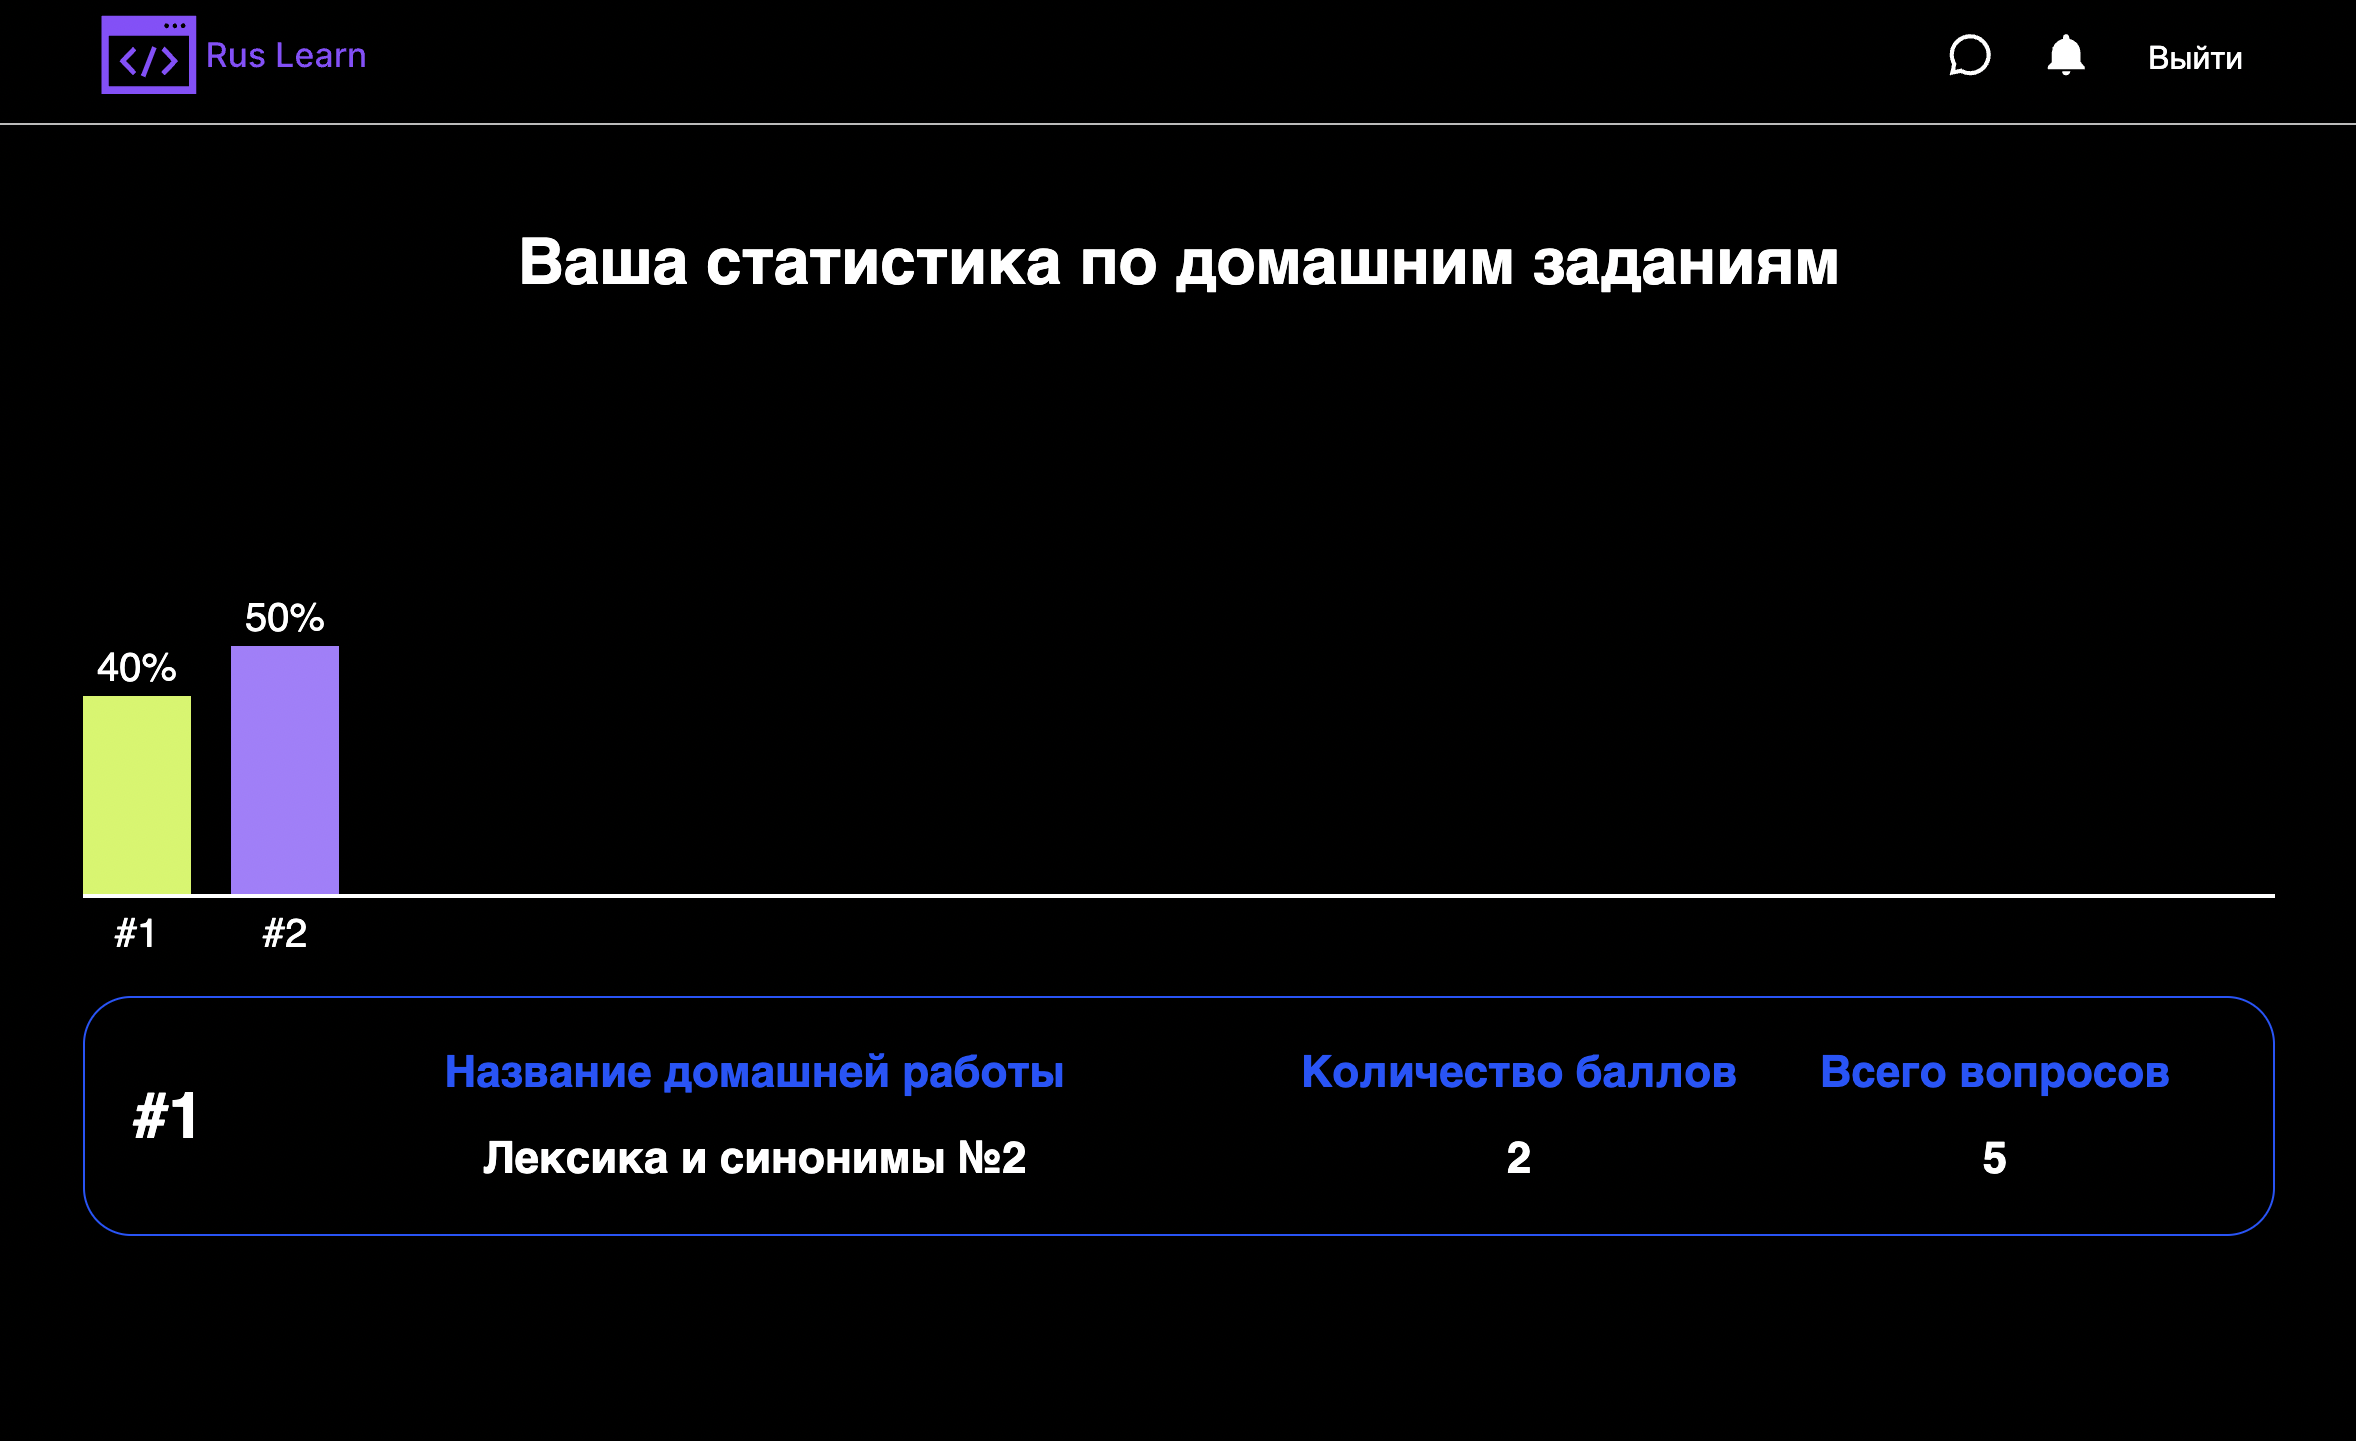 </> Rus Learn
Выйти
Ваша статистика по домашним заданиям
40%
50%
#1
#2
#1
Название домашней работы
Количество баллов
Всего вопросов
Лексика и синонимы №2
2
5